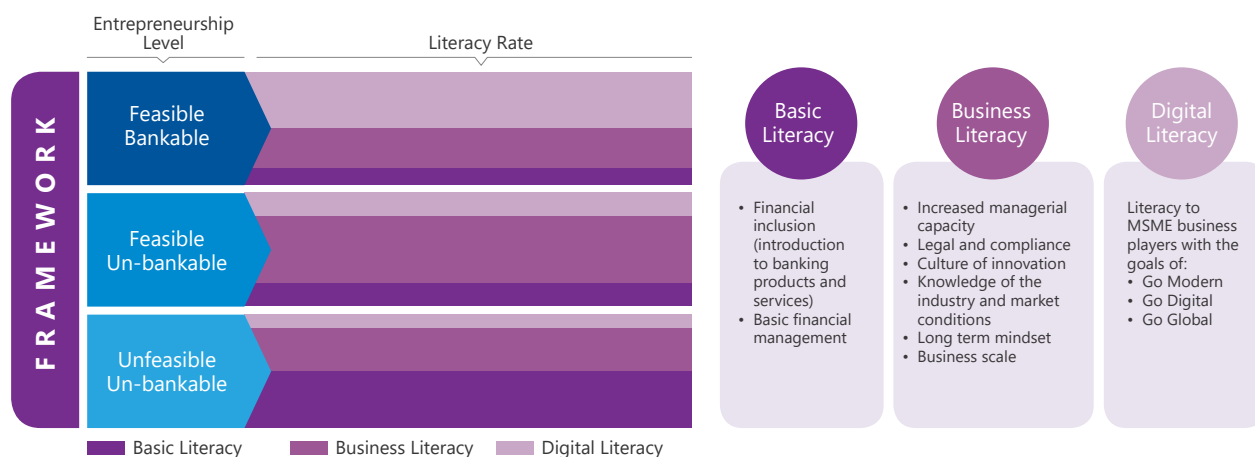 Entrepreneurship
Level
Literacy Rate
FRAMEWORK
Feasible
Bankable
Feasible
Un-bankable
Unfeasible
Un-bankable
Basic Literacy
Business Literacy
Digital Literacy
Basic
Literacy
• Financial
inclusion
(introduction
to banking
products and
services)
• Basic financial
management
Business
Literacy
• Increased managerial
capacity
• Legal and compliance
• Culture of innovation
• Knowledge of the
industry and market
conditions
• Long term mindset
• Business scale
Digital
Literacy
Literacy to
MSME business
players with the
goals of:
• Go Modern
• Go Digital
• Go Global